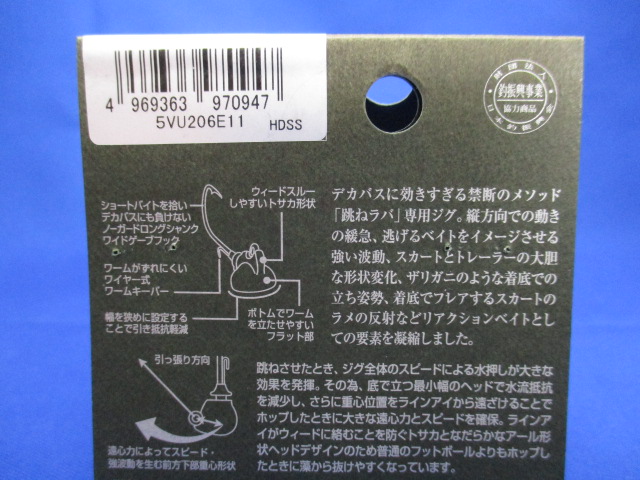 4 969363 970947
5VU206E11 HDSS
財団法人
釣振興事業
協力商品
日本釣振興会
ショートバイトを拾い
デカバスにも負けない
ノーガードロングシャンク
ワイドゲープフック
ウィードスルー
しやすいトサカ形状
ワームがずれにくい
ワイヤー式
ワームキーパー
幅を狭めに設定する
ことで引き抵抗軽減
ボトムでワーム
を立たせやすい
フラット部
デカバスに効きすぎる禁断のメソッド
「跳ねラバ」専用ジグ。縦方向での動き
の緩急、逃げるベイトをイメージさせる
強い波動、スカートとトレーラーの大胆
な形状変化、ザリガニのような着底での
立ち姿勢、着底でフレアするスカートの
ラメの反射などリアクションベイトとし
ての要素を凝縮しました。
引っ張り方向
遠心力によってスピード・
強波動を生む前方下部重心形状
跳ねさせたとき、ジグ全体のスピードによる水押しが大きな
効果を発揮。その為、底で立つ最小幅のヘッドで水流抵抗
を減少し、さらに重心位置をラインアイから遠ざけることで
ホップしたときに大きな遠心力とスピードを確保。ラインア
イがウィードに絡むことを防ぐトサカとなだらかなアール形
状ヘッドデザインのため普通のフットボールよりもホップし
たときに藻から抜けやすくなっています。